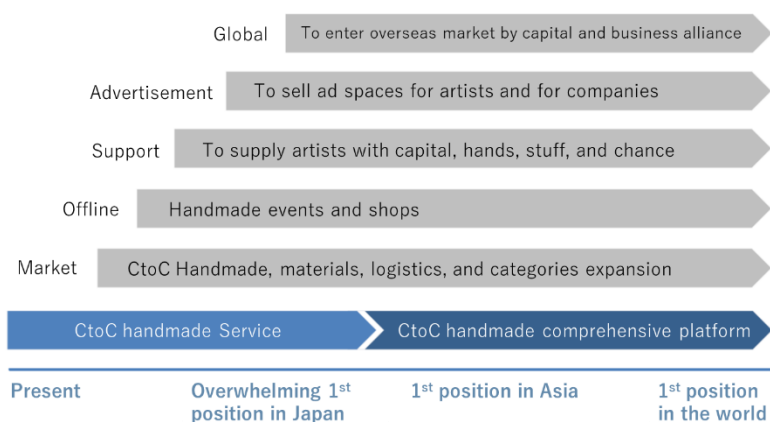 Global
To enter overseas market by capital and business alliance
Advertisement
To sell ad spaces for artists and for companies
Support
To supply artists with capital, hands, stuff, and chance
Offline
Handmade events and shops
Market
CtoC Handmade, materials, logistics, and categories expansion
CtoC handmade Service
CtoC handmade comprehensive platform
Present
Overwhelming 1st
position in Japan
1st position in Asia
1st position
in the world